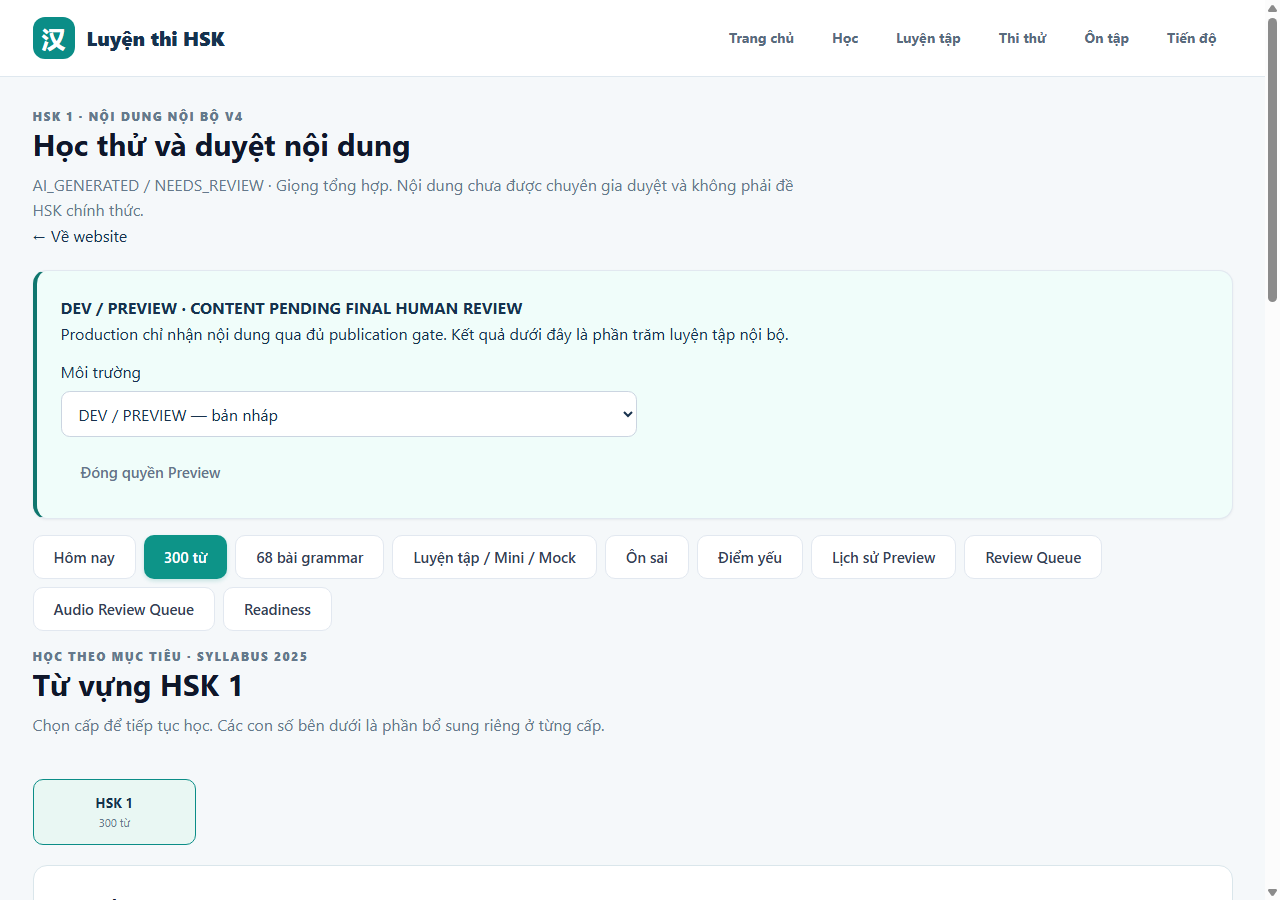 汉 Luyện thi HSK
Trang chủ Học Luyện tập Thi thử Ôn tập Tiến độ
HSK 1 · NỘI DUNG NỘI BỘ V4
Học thử và duyệt nội dung
AI_GENERATED / NEEDS_REVIEW · Giọng tổng hợp. Nội dung chưa được chuyên gia duyệt và không phải đề
HSK chính thức.
← Về website
DEV / PREVIEW · CONTENT PENDING FINAL HUMAN REVIEW
Production chỉ nhận nội dung qua đủ publication gate. Kết quả dưới đây là phần trăm luyện tập nội bộ.
Môi trường
DEV / PREVIEW — bản nháp
Đóng quyền Preview
Hôm nay 300 từ 68 bài grammar Luyện tập / Mini / Mock Ôn sai Điểm yếu Lịch sử Preview Review Queue
Audio Review Queue Readiness
HỌC THEO MỤC TIÊU · SYLLABUS 2025
Từ vựng HSK 1
Chọn cấp để tiếp tục học. Các con số bên dưới là phần bổ sung riêng ở từng cấp.
HSK 1
300 từ